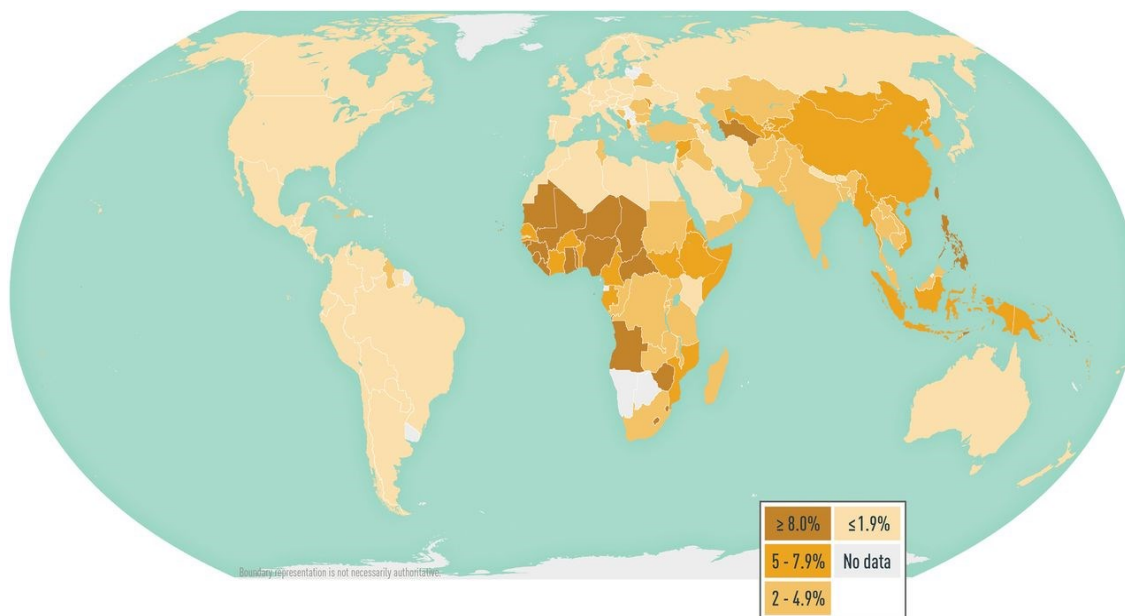 Boundary representation is not necessarily authoritative.
≥ 8.0% ≤1.9%
5 - 7.9% No data
2 - 4.9%